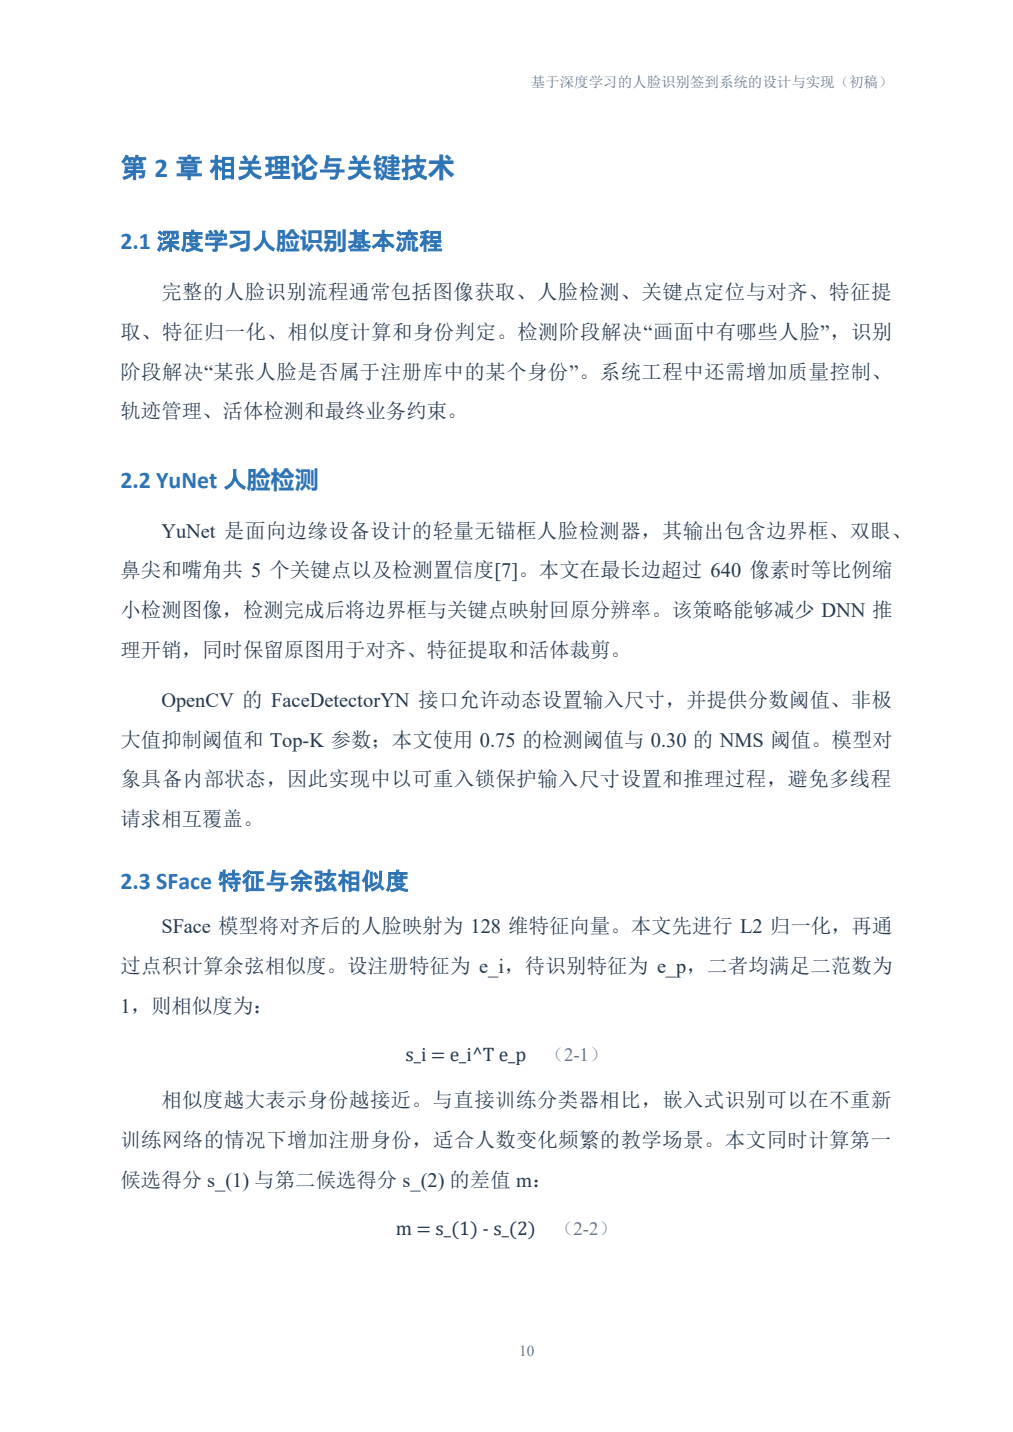 基于深度学习的人脸识别签到系统的设计与实现（初稿）
第 2 章 相关理论与关键技术
2.1 深度学习人脸识别基本流程
完整的人脸识别流程通常包括图像获取、人脸检测、关键点定位与对齐、特征提
取、特征归一化、相似度计算和身份判定。检测阶段解决“画面中有哪些人脸”，识别
阶段解决“某张人脸是否属于注册库中的某个身份”。系统工程中还需增加质量控制、
轨迹管理、活体检测和最终业务约束。
2.2 YuNet 人脸检测
YuNet 是面向边缘设备设计的轻量无锚框人脸检测器，其输出包含边界框、双眼、
鼻尖和嘴角共 5 个关键点以及检测置信度[7]。本文在最长边超过 640 像素时等比例缩
小检测图像，检测完成后将边界框与关键点映射回原分辨率。该策略能够减少 DNN 推
理开销，同时保留原图用于对齐、特征提取和活体裁剪。
OpenCV 的 FaceDetectorYN 接口允许动态设置输入尺寸，并提供分数阈值、非极
大值抑制阈值和 Top-K 参数；本文使用 0.75 的检测阈值与 0.30 的 NMS 阈值。模型对
象具备内部状态，因此实现中以可重入锁保护输入尺寸设置和推理过程，避免多线程
请求相互覆盖。
2.3 SFace 特征与余弦相似度
SFace 模型将对齐后的人脸映射为 128 维特征向量。本文先进行 L2 归一化，再通
过点积计算余弦相似度。设注册特征为 e_i，待识别特征为 e_p，二者均满足二范数为
1，则相似度为：
s_i = e_i^T e_p （2-1）
相似度越大表示身份越接近。与直接训练分类器相比，嵌入式识别可以在不重新
训练网络的情况下增加注册身份，适合人数变化频繁的教学场景。本文同时计算第一
候选得分 s_(1) 与第二候选得分 s_(2) 的差值 m：
m = s_(1) - s_(2) （2-2）
10